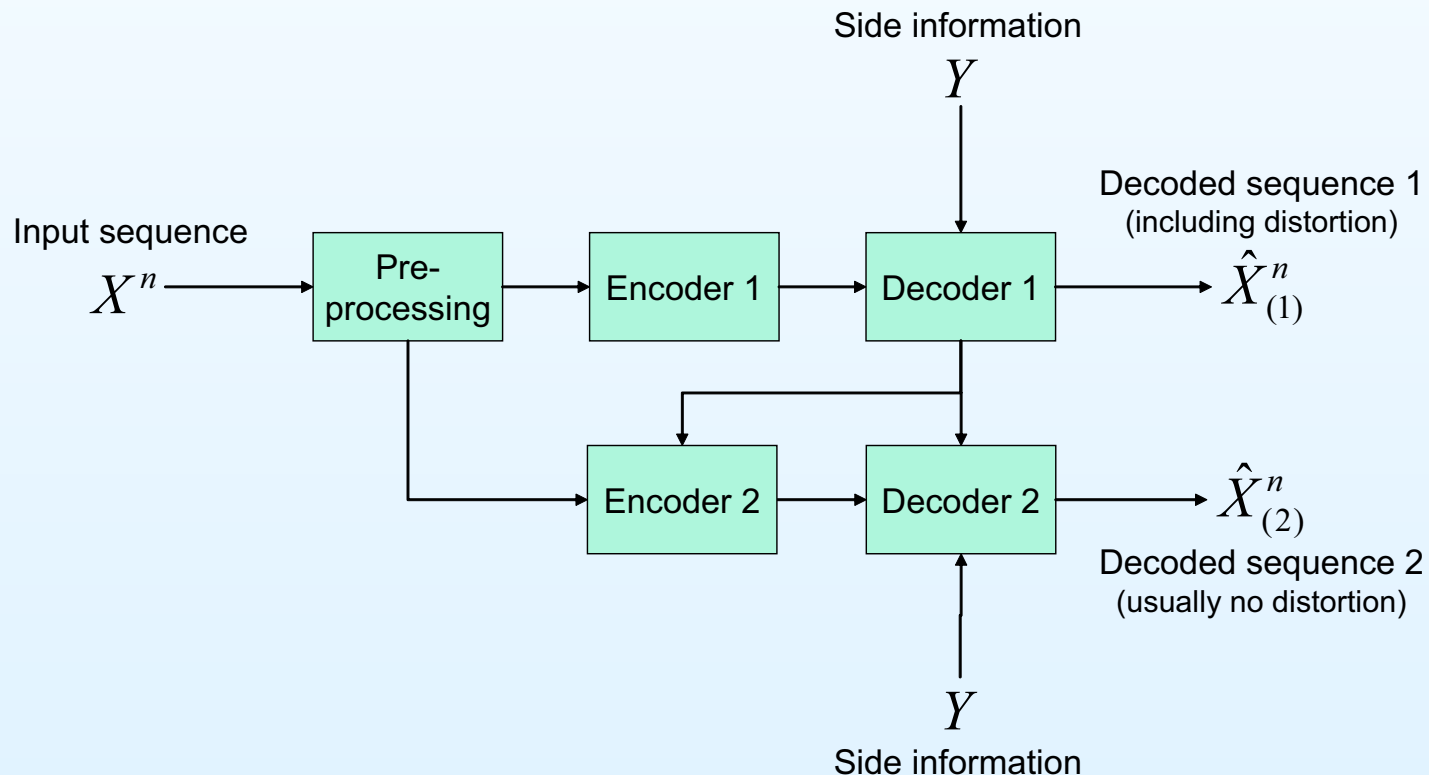 Side information
Y
Decoded sequence 1
(including distortion)
Input sequence
X^n
Pre-
processing
Encoder 1
Decoder 1
X̂^n_(1)
Encoder 2
Decoder 2
X̂^n_(2)
Decoded sequence 2
(usually no distortion)
Y
Side information